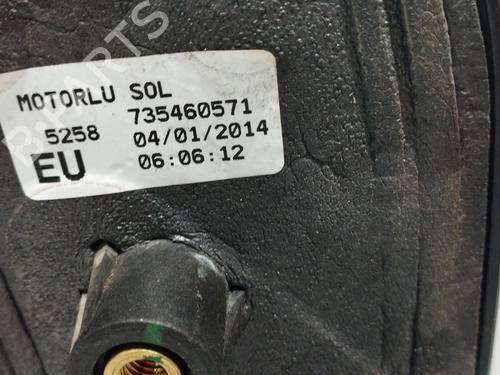 MOTORLU SOL
735460571
5258 04/01/2014
EU 06:06:12
B-PARTS